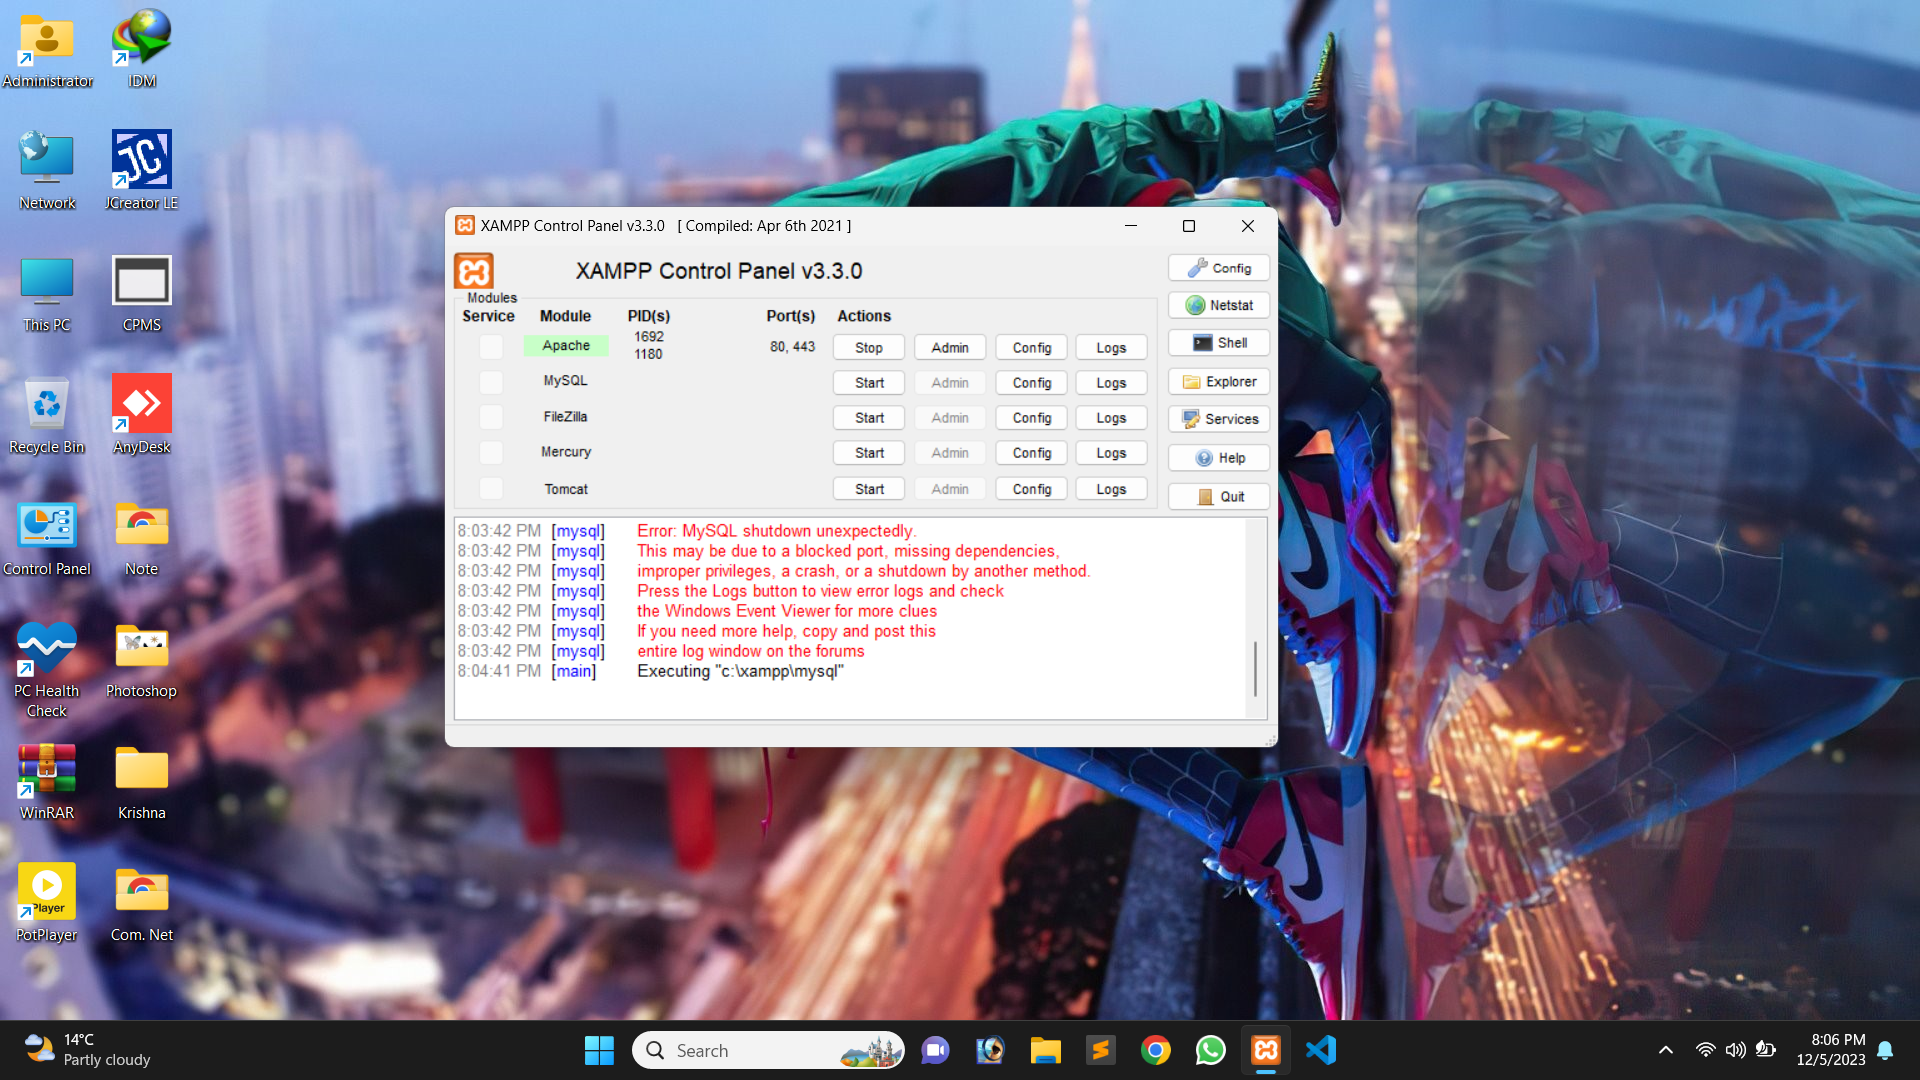 Administrator
IDM
Network
JCreator LE
This PC
CPMS
Recycle Bin
AnyDesk
Control Panel
Note
PC Health
Check
Photoshop
WinRAR
Krishna
Player
PotPlayer
Com. Net
XAMPP Control Panel v3.3.0 [ Compiled: Apr 6th 2021 ]
XAMPP Control Panel v3.3.0
Config
Modules
Service Module PID(s) Port(s) Actions
Netstat
Apache 1692 1180 80, 443 Stop Admin Config Logs
Shell
MySQL Start Admin Config Logs
Explorer
FileZilla Start Admin Config Logs
Services
Mercury Start Admin Config Logs
Help
Tomcat Start Admin Config Logs
Quit
8:03:42 PM [mysql] Error: MySQL shutdown unexpectedly.
8:03:42 PM [mysql] This may be due to a blocked port, missing dependencies,
8:03:42 PM [mysql] improper privileges, a crash, or a shutdown by another method.
8:03:42 PM [mysql] Press the Logs button to view error logs and check
8:03:42 PM [mysql] the Windows Event Viewer for more clues
8:03:42 PM [mysql] If you need more help, copy and post this
8:03:42 PM [mysql] entire log window on the forums
8:04:41 PM [main] Executing "c:\xampp\mysql"
14°C
Partly cloudy
Search
8:06 PM
12/5/2023